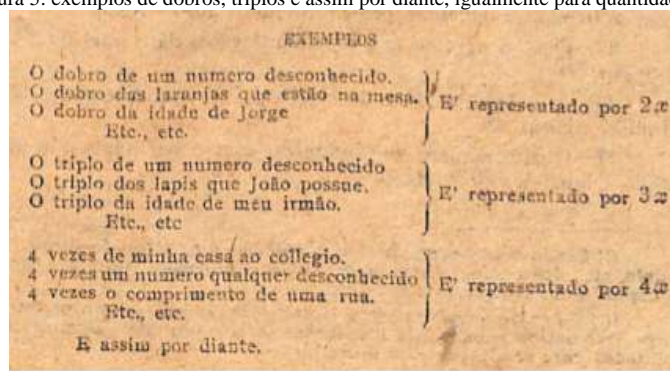 ura 5: exemplos de dobros, triplos e assim por diante, igualmente para quantidad
EXEMPLOS
O dobro de um numero desconhecido.
O dobro das laranjas que estão na mesa.
O dobro da idade de Jorge
Etc., etc.
E' representado por 2x
O triplo de um numero desconhecido
O triplo dos lapis que João possue.
O triplo da idade de meu irmão.
Etc., etc
E' representado por 3x
4 vezes de minha casa ao collegio.
4 vezes um numero qualquer desconhecido
4 vezes o comprimento de uma rua.
Etc., etc.
E' representado por 4x
E assim por diante.